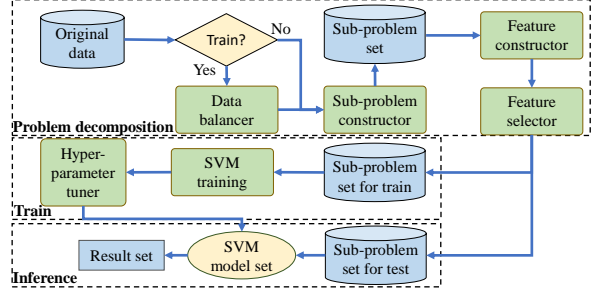 Original
data
Train?
No
Yes
Data
balancer
Sub-problem
set
Sub-problem
constructor
Feature
constructor
Feature
selector
Problem decomposition
Hyper-
parameter
tuner
SVM
training
Sub-problem
set for train
Train
Result set
SVM
model set
Sub-problem
set for test
Inference